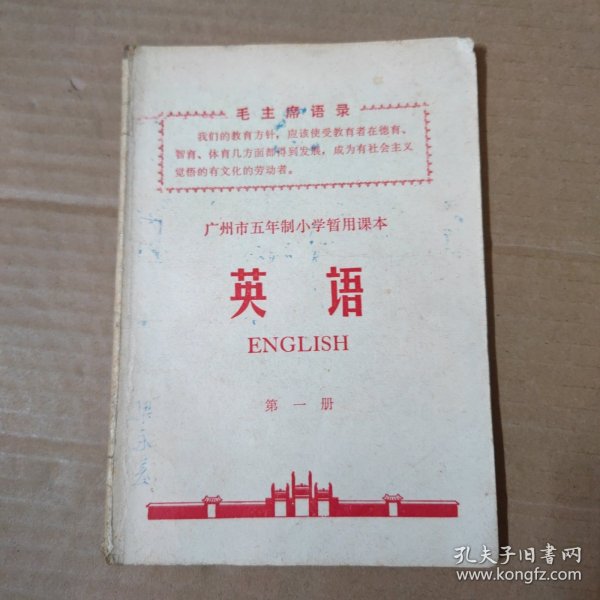 毛主席语录
我们的教育方针，应该使受教育者在德育、
智育、体育几方面都得到发展，成为有社会主义
觉悟的有文化的劳动者。
广州市五年制小学暂用课本
英语
ENGLISH
第一册
孔夫子旧书网
www.kongfz.com